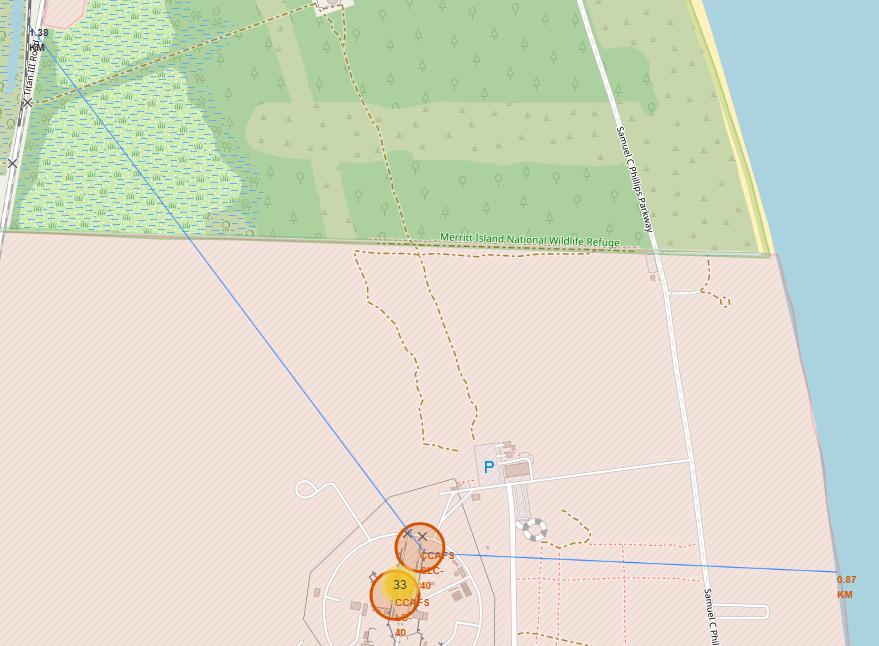 1.38
KM
Titan III Road
Samuel C Phillips Parkway
Merritt Island National Wildlife Refuge
P
CCAFS
SLC-
40
33
CCAFS
LC-
40
0.87
KM
Samuel C Phil